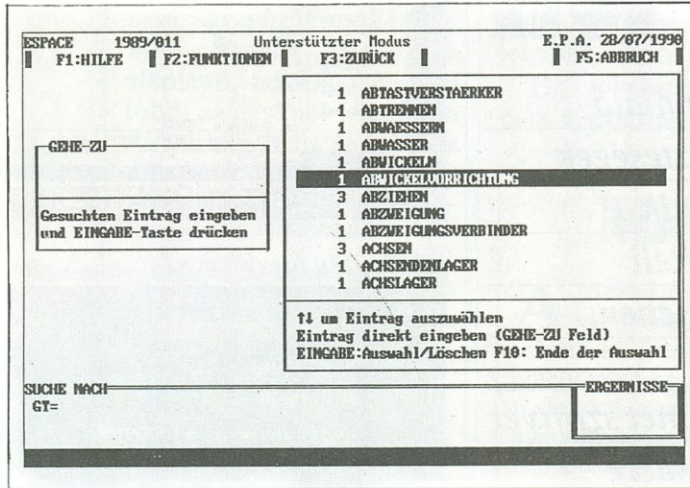 ESPACE 1989/011 Unterstützter Modus E.P.A. 28/07/1990
F1:HILFE F2:FUNKTIONEN F3:ZURÜCK F5:ABBRUCH
1 ABTASTVERSTAERKER
1 ABTRENNEN
1 ABWAESSERN
1 ABWASSER
1 ABWICKELN
1 ABWICKELVORRICHTUNG
3 ABZIEHEN
1 ABZWEIGUNG
1 ABZWEIGUNGSVERBINDER
3 ACHSEN
1 ACHSENDENLAGER
1 ACHSLAGER
GEHE-ZU
Gesuchten Eintrag eingeben
und EINGABE-Taste drücken
↑↓ um Eintrag auszuwählen
Eintrag direkt eingeben (GEHE-ZU Feld)
EINGABE:Auswahl/Löschen F10: Ende der Auswahl
SUCHE NACH
GT=
ERGEBNISSE